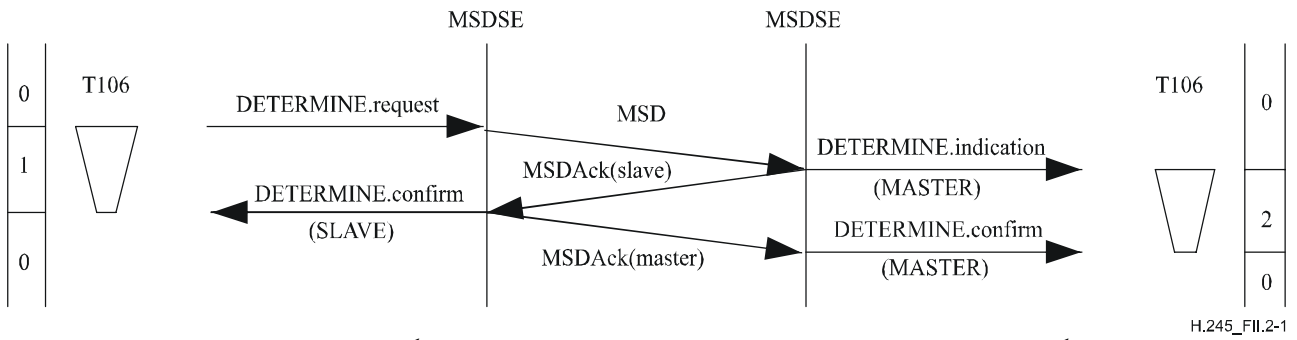 MSDSE
MSDSE
T106
T106
0
0
DETERMINE.request
MSD
DETERMINE.indication
1
MSDAck(slave)
DETERMINE.confirm
(MASTER)
(SLAVE)
2
DETERMINE.confirm
0
MSDAck(master)
(MASTER)
0
H.245_FII.2-1